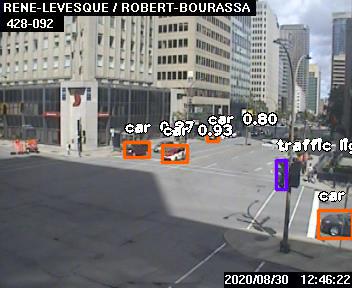 RENE-LEVESQUE / ROBERT-BOURASSA
428-092
car 0.80
car 0.97
car 0.93
traffic lig
car
2020/08/30 12:46:22